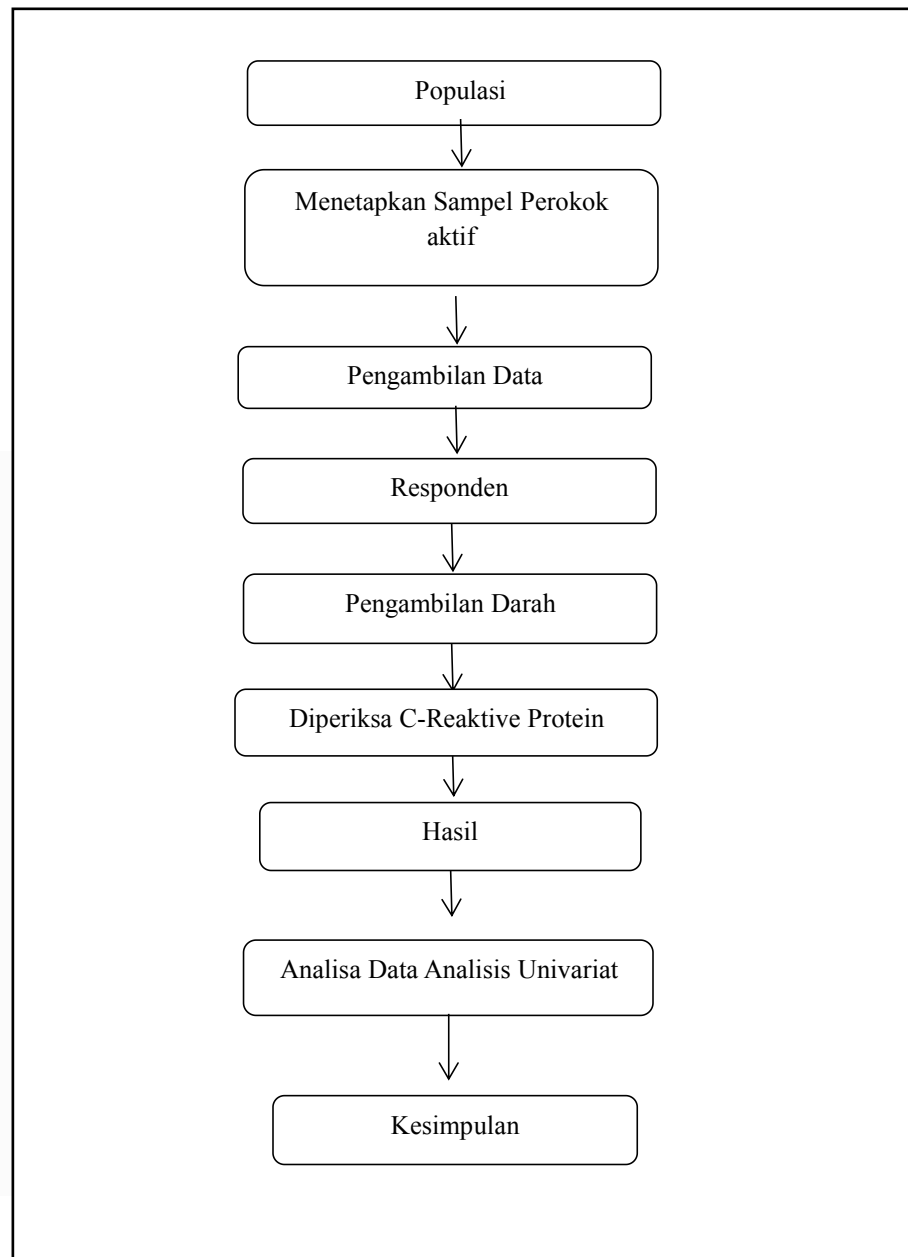 Populasi
Menetapkan Sampel Perokok
aktif
Pengambilan Data
Responden
Pengambilan Darah
Diperiksa C-Reaktive Protein
Hasil
Analisa Data Analisis Univariat
Kesimpulan